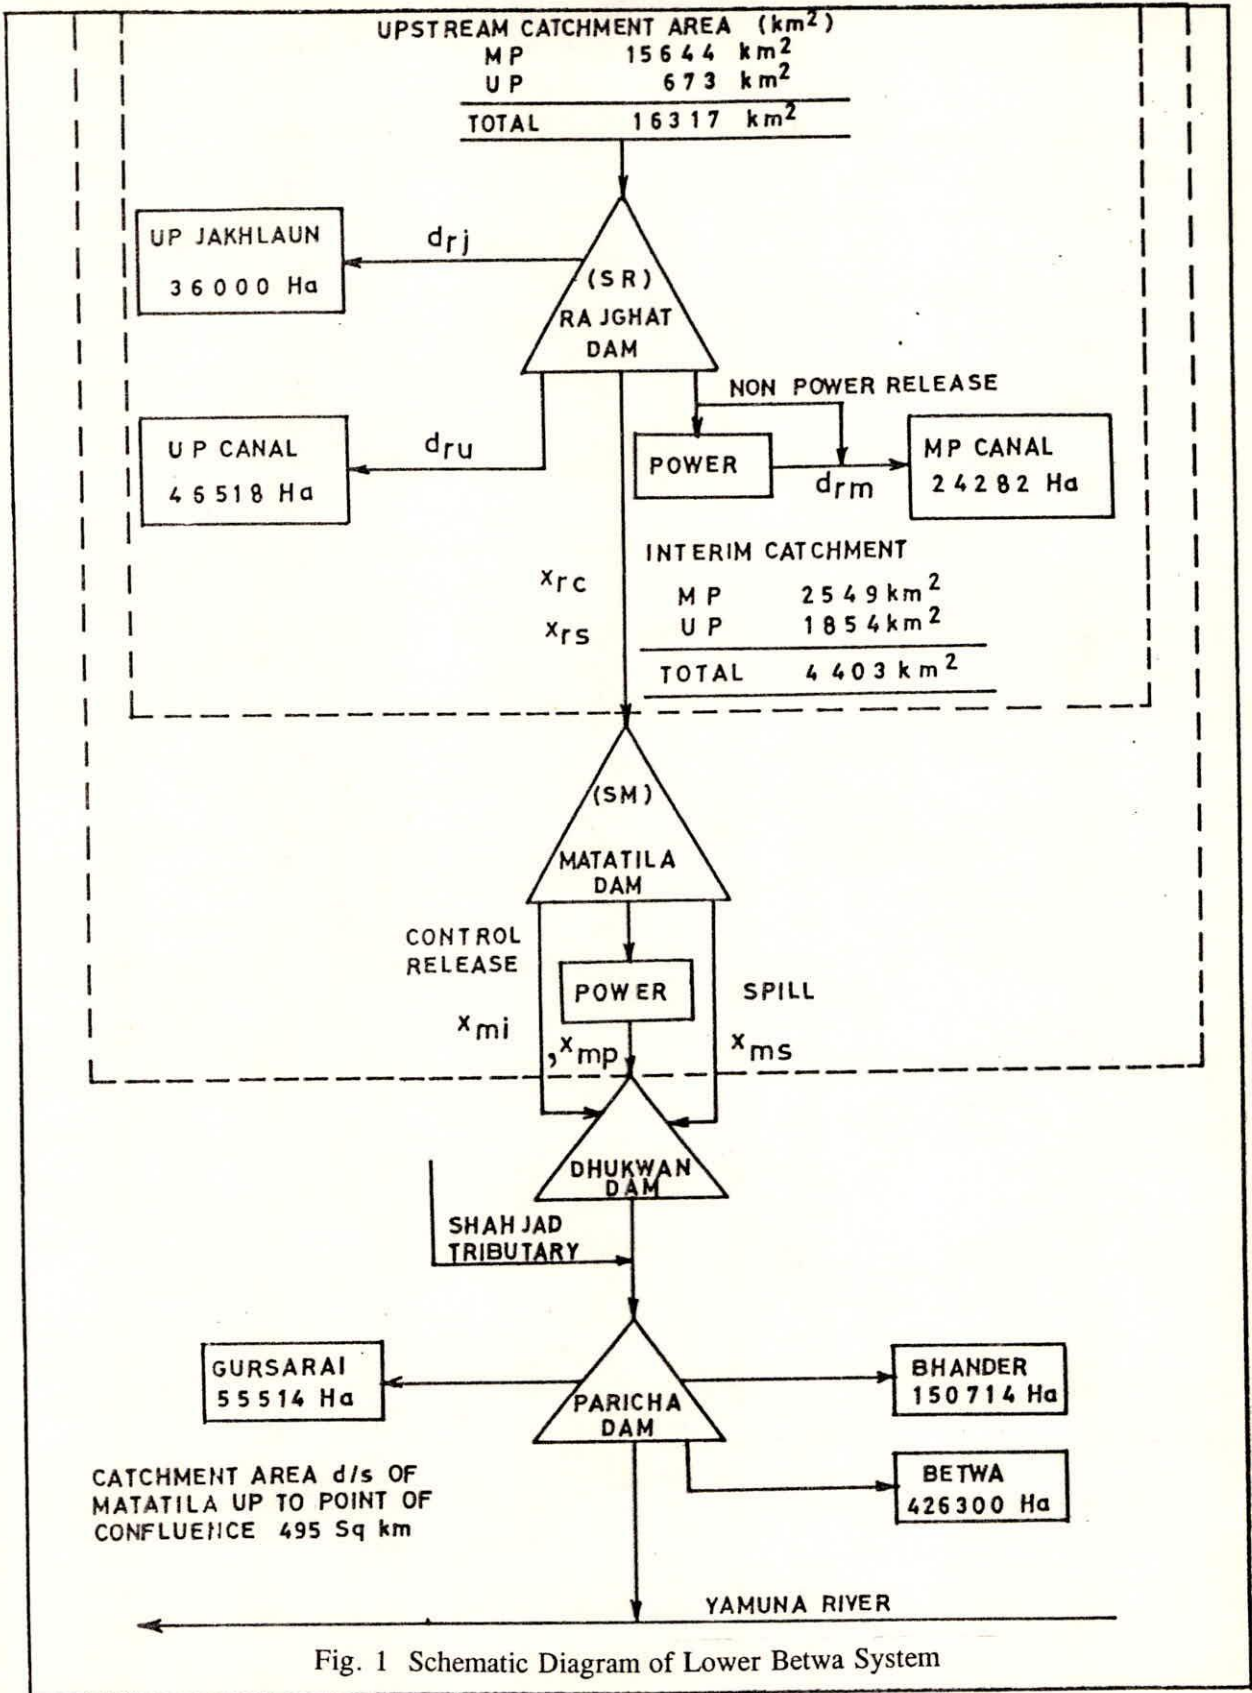 UPSTREAM CATCHMENT AREA (km²)
MP 15644 km²
UP 673 km²
TOTAL 16317 km²
UP JAKHLAUN
36000 Ha
drj
(SR)
RAJGHAT
DAM
NON POWER RELEASE
UP CANAL
46518 Ha
dru
POWER
drm
MP CANAL
24282 Ha
INTERIM CATCHMENT
xrc
MP 2549 km²
xrs
UP 1854 km²
TOTAL 4403 km²
(SM)
MATATILA
DAM
CONTROL
RELEASE
POWER
SPILL
xmi
,xmp
xms
DHUKWAN
DAM
SHAHJAD
TRIBUTARY
GURSARAI
55514 Ha
PARICHA
DAM
BHANDER
150714 Ha
BETWA
426300 Ha
CATCHMENT AREA d/s OF
MATATILA UP TO POINT OF
CONFLUENCE 495 Sq km
YAMUNA RIVER
Fig. 1 Schematic Diagram of Lower Betwa System